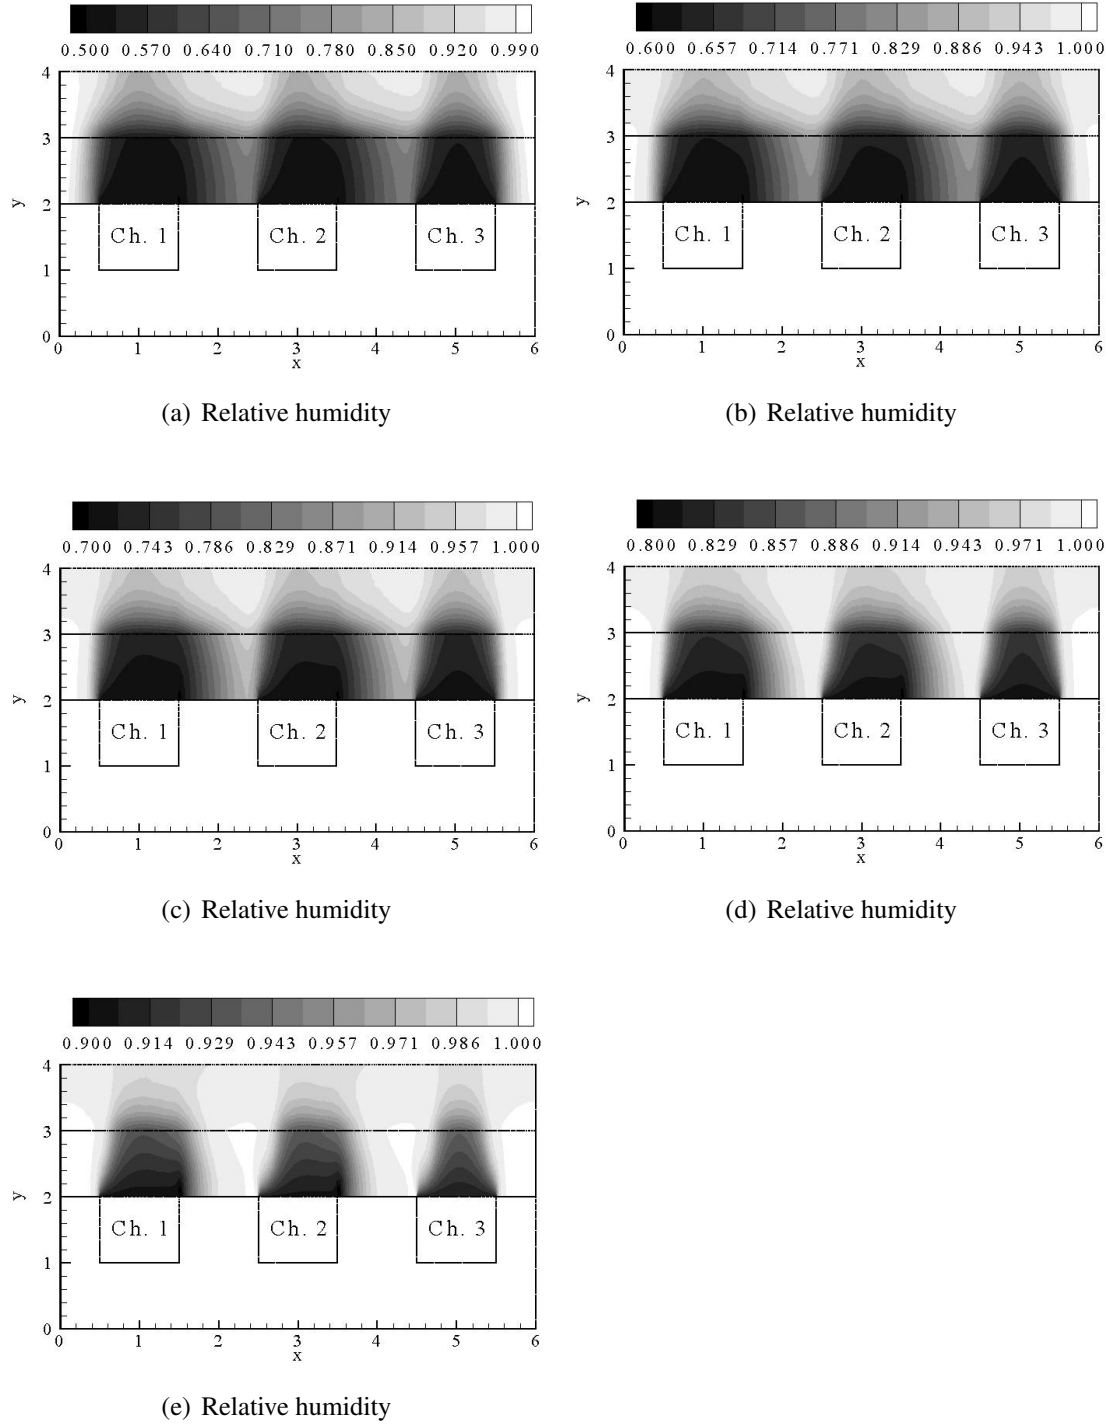 0.500 0.570 0.640 0.710 0.780 0.850 0.920 0.990
4
3
y
2
Ch. 1 Ch. 2 Ch. 3
1
0
0 1 2 3 4 5 6
x
(a) Relative humidity
0.600 0.657 0.714 0.771 0.829 0.886 0.943 1.000
4
3
y
2
Ch. 1 Ch. 2 Ch. 3
1
0
0 1 2 3 4 5 6
x
(b) Relative humidity
0.700 0.743 0.786 0.829 0.871 0.914 0.957 1.000
4
3
y
2
Ch. 1 Ch. 2 Ch. 3
1
0
0 1 2 3 4 5 6
x
(c) Relative humidity
0.800 0.829 0.857 0.886 0.914 0.943 0.971 1.000
4
3
y
2
Ch. 1 Ch. 2 Ch. 3
1
0
0 1 2 3 4 5 6
x
(d) Relative humidity
0.900 0.914 0.929 0.943 0.957 0.971 0.986 1.000
4
3
y
2
Ch. 1 Ch. 2 Ch. 3
1
0
0 1 2 3 4 5 6
x
(e) Relative humidity